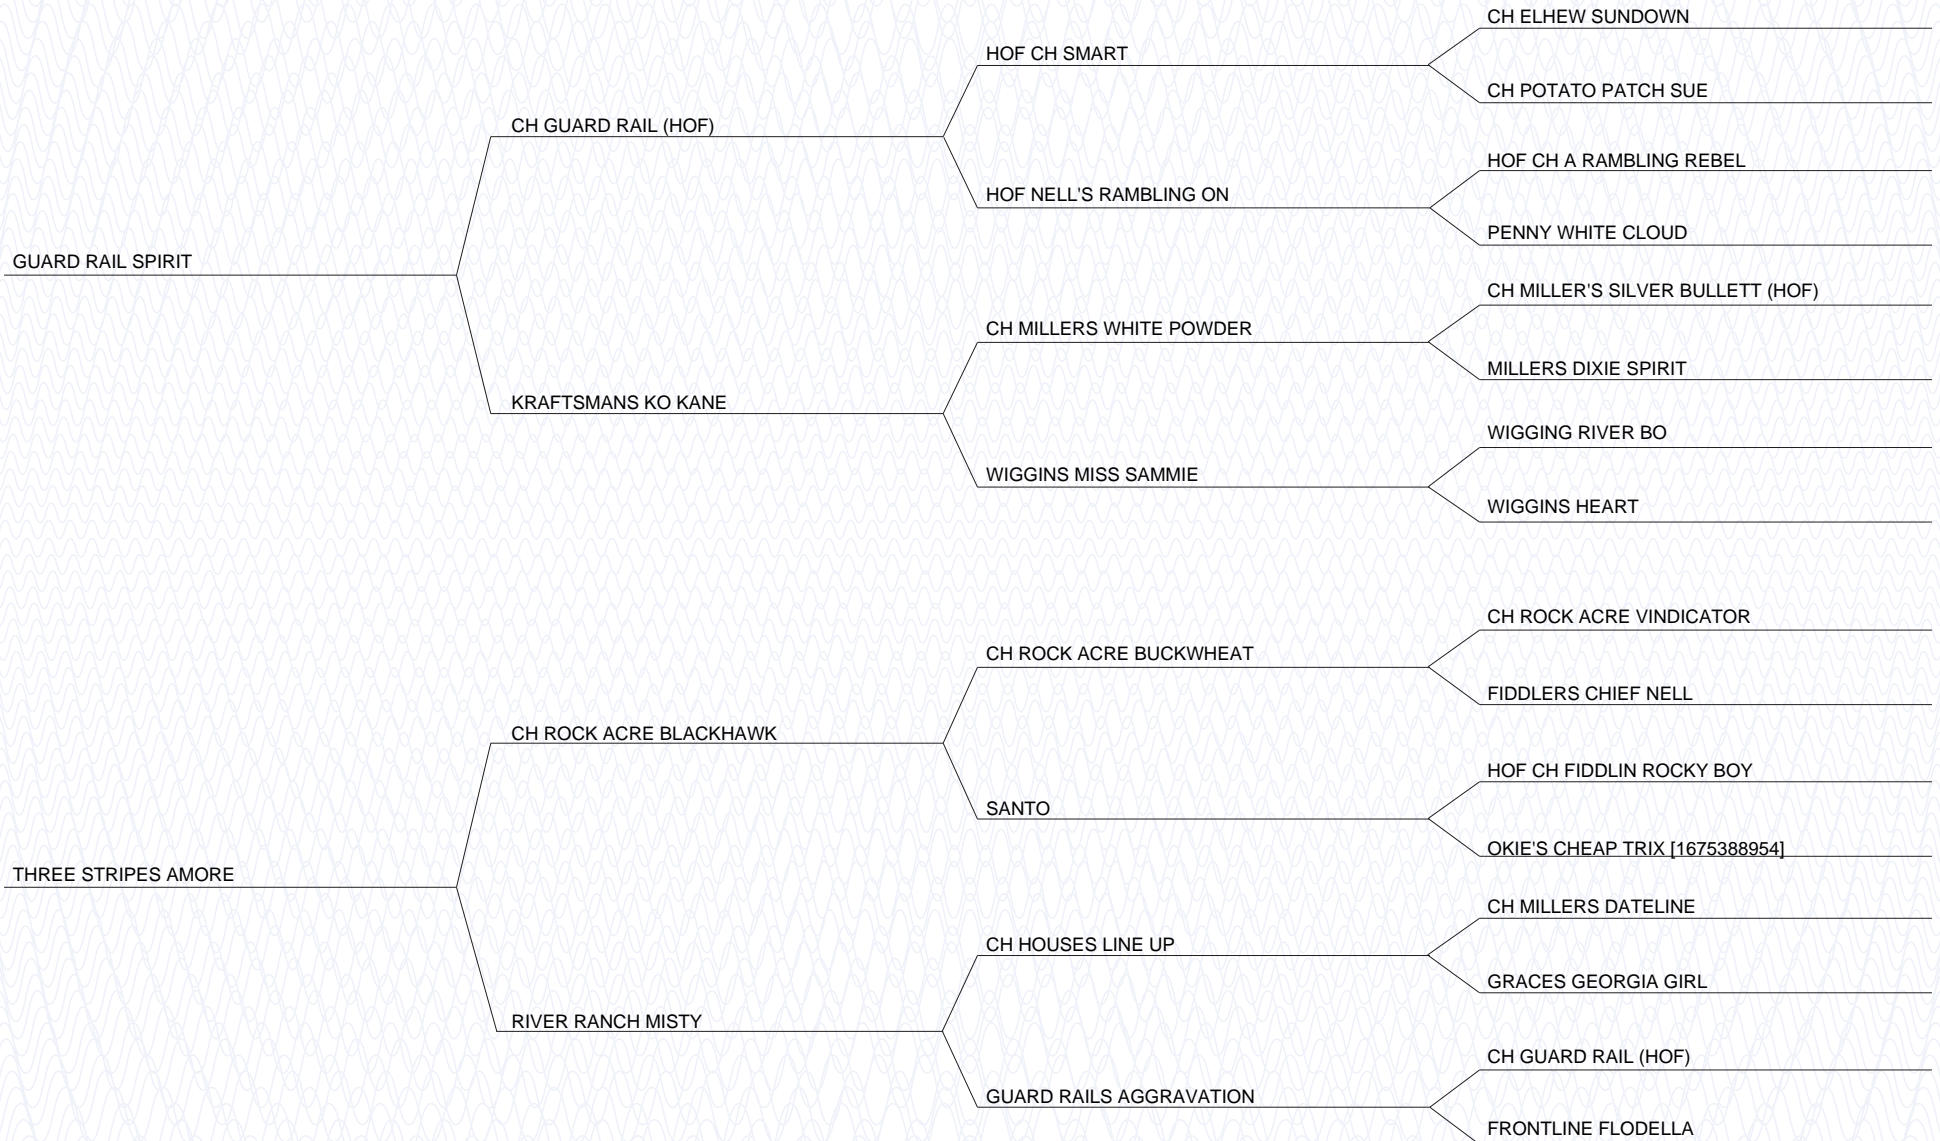 CH ELHEW SUNDOWN
HOF CH SMART
CH POTATO PATCH SUE
CH GUARD RAIL (HOF)
HOF CH A RAMBLING REBEL
HOF NELL'S RAMBLING ON
PENNY WHITE CLOUD
GUARD RAIL SPIRIT
CH MILLER'S SILVER BULLETT (HOF)
CH MILLERS WHITE POWDER
MILLERS DIXIE SPIRIT
KRAFTSMANS KO KANE
WIGGING RIVER BO
WIGGINS MISS SAMMIE
WIGGINS HEART
CH ROCK ACRE VINDICATOR
CH ROCK ACRE BUCKWHEAT
FIDDLERS CHIEF NELL
CH ROCK ACRE BLACKHAWK
HOF CH FIDDLIN ROCKY BOY
SANTO
OKIE'S CHEAP TRIX [1675388954]
THREE STRIPES AMORE
CH MILLERS DATELINE
CH HOUSES LINE UP
GRACES GEORGIA GIRL
RIVER RANCH MISTY
CH GUARD RAIL (HOF)
GUARD RAILS AGGRAVATION
FRONTLINE FLODELLA